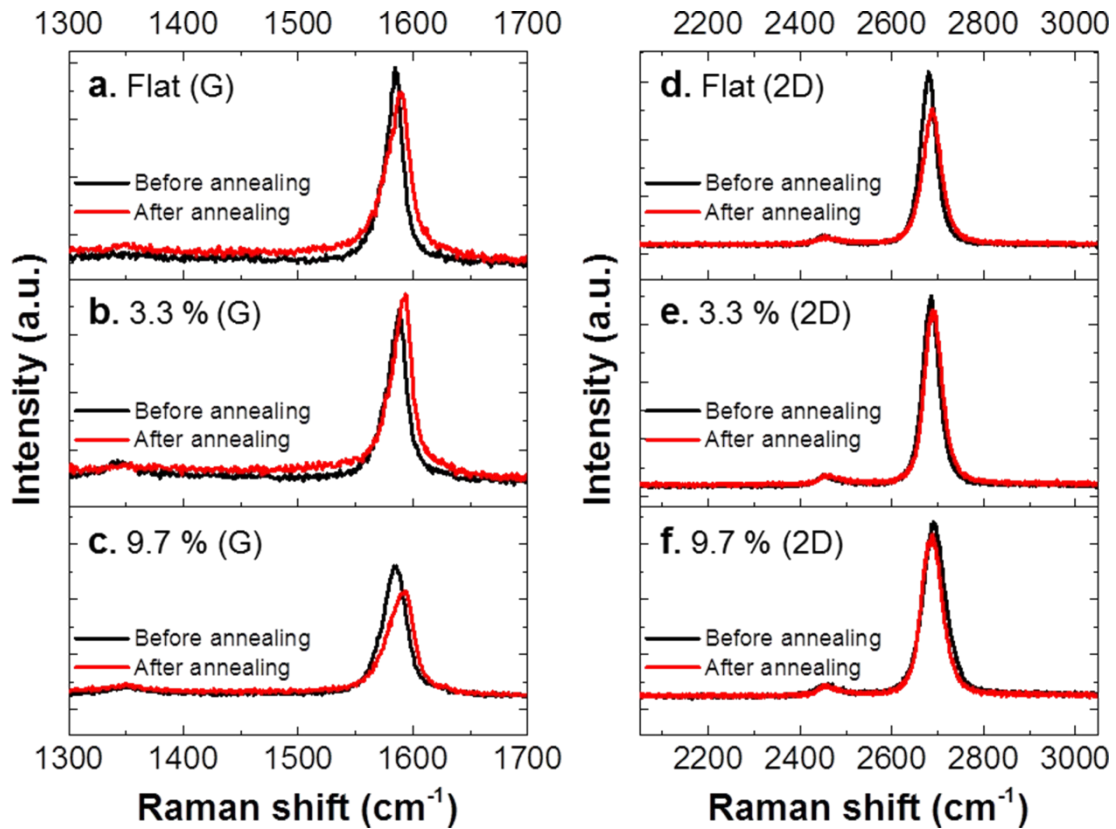 1300 1400 1500 1600 1700
2200 2400 2600 2800 3000
a. Flat (G)
Before annealing
After annealing
b. 3.3 % (G)
Before annealing
After annealing
c. 9.7 % (G)
Before annealing
After annealing
Intensity (a.u.)
1300 1400 1500 1600 1700
Raman shift (cm⁻¹)
d. Flat (2D)
Before annealing
After annealing
e. 3.3 % (2D)
Before annealing
After annealing
f. 9.7 % (2D)
Before annealing
After annealing
Intensity (a.u.)
2200 2400 2600 2800 3000
Raman shift (cm⁻¹)